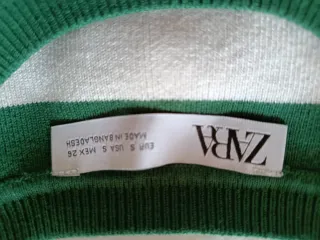 ZARA
EUR S USA S MEX 26
MADE IN BANGLADESH